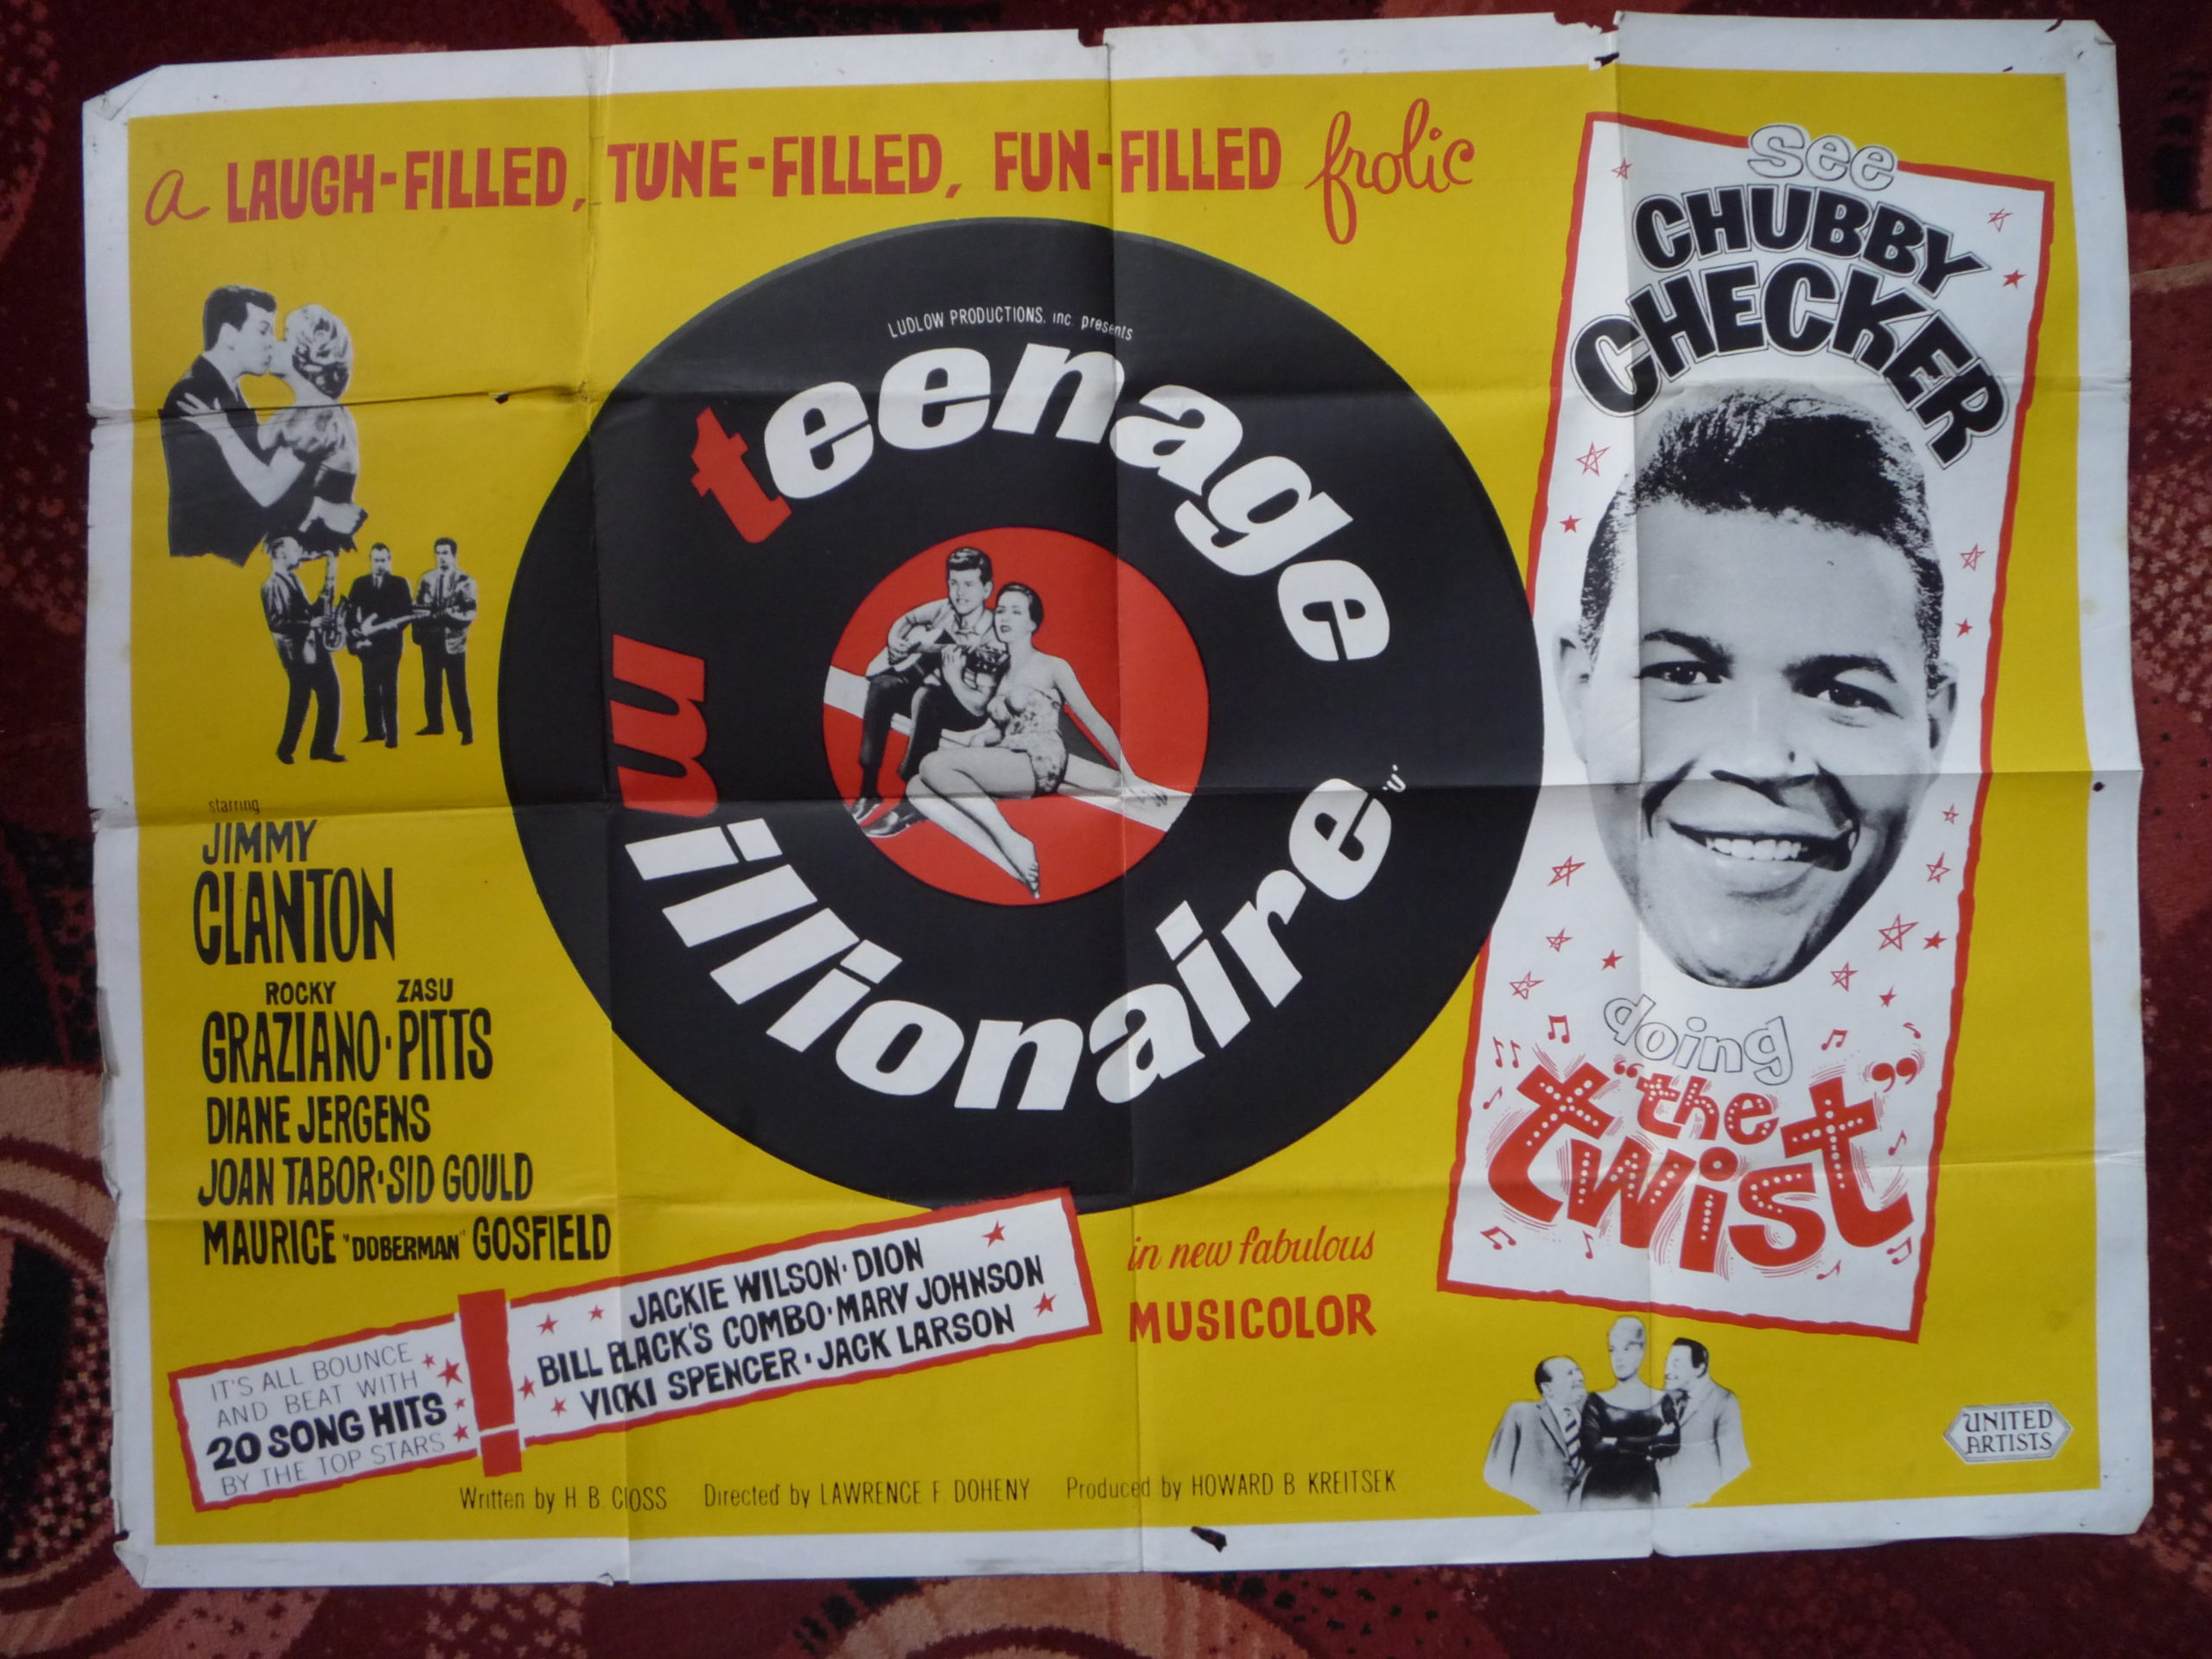 a LAUGH-FILLED, TUNE-FILLED, FUN-FILLED frolic
LUDLOW PRODUCTIONS, inc. presents
teenage
millionaire 'U'
see
CHUBBY
CHECKER
doing
"the
twist"
starring
JIMMY
CLANTON
ROCKY ZASU
GRAZIANO · PITTS
DIANE JERGENS
JOAN TABOR · SID GOULD
MAURICE "DOBERMAN" GOSFIELD
IT'S ALL BOUNCE
AND BEAT WITH
20 SONG HITS
BY THE TOP STARS
!
JACKIE WILSON · DION
BILL BLACK'S COMBO · MARV JOHNSON
VICKI SPENCER · JACK LARSON
in new fabulous
MUSICOLOR
Written by H. B. ClOSS Directed by LAWRENCE F. DOHENY Produced by HOWARD B. KREITSEK
UNITED
ARTISTS